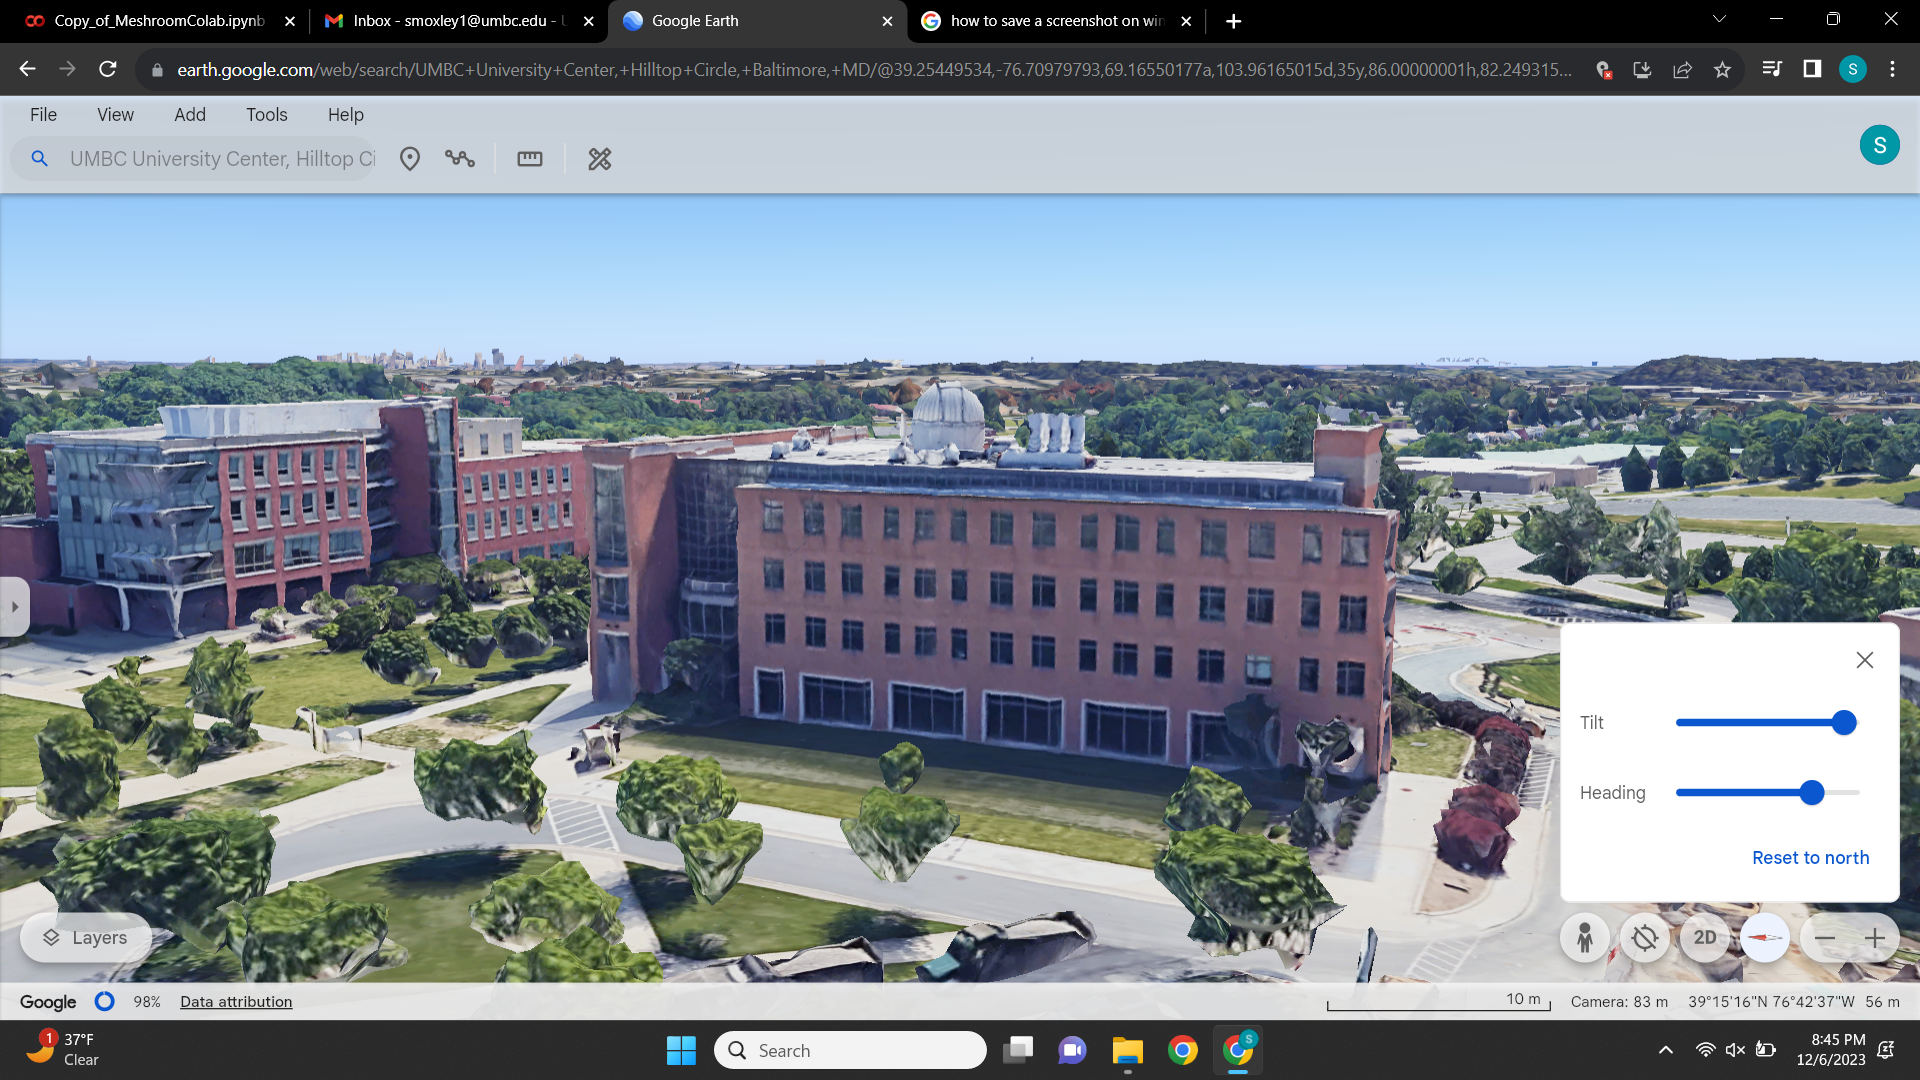 Copy_of_MeshroomColab.ipynb
Inbox - smoxley1@umbc.edu - U
Google Earth
how to save a screenshot on win
earth.google.com/web/search/UMBC+University+Center,+Hilltop+Circle,+Baltimore,+MD/@39.25449534,-76.70979793,69.16550177a,103.96165015d,35y,86.00000001h,82.249315...
S
File View Add Tools Help
UMBC University Center, Hilltop Ci
S
Tilt
Heading
Reset to north
Layers
2D
Google 98% Data attribution
10 m Camera: 83 m 39°15'16"N 76°42'37"W 56 m
1
37°F
Clear
Search
S
8:45 PM
12/6/2023